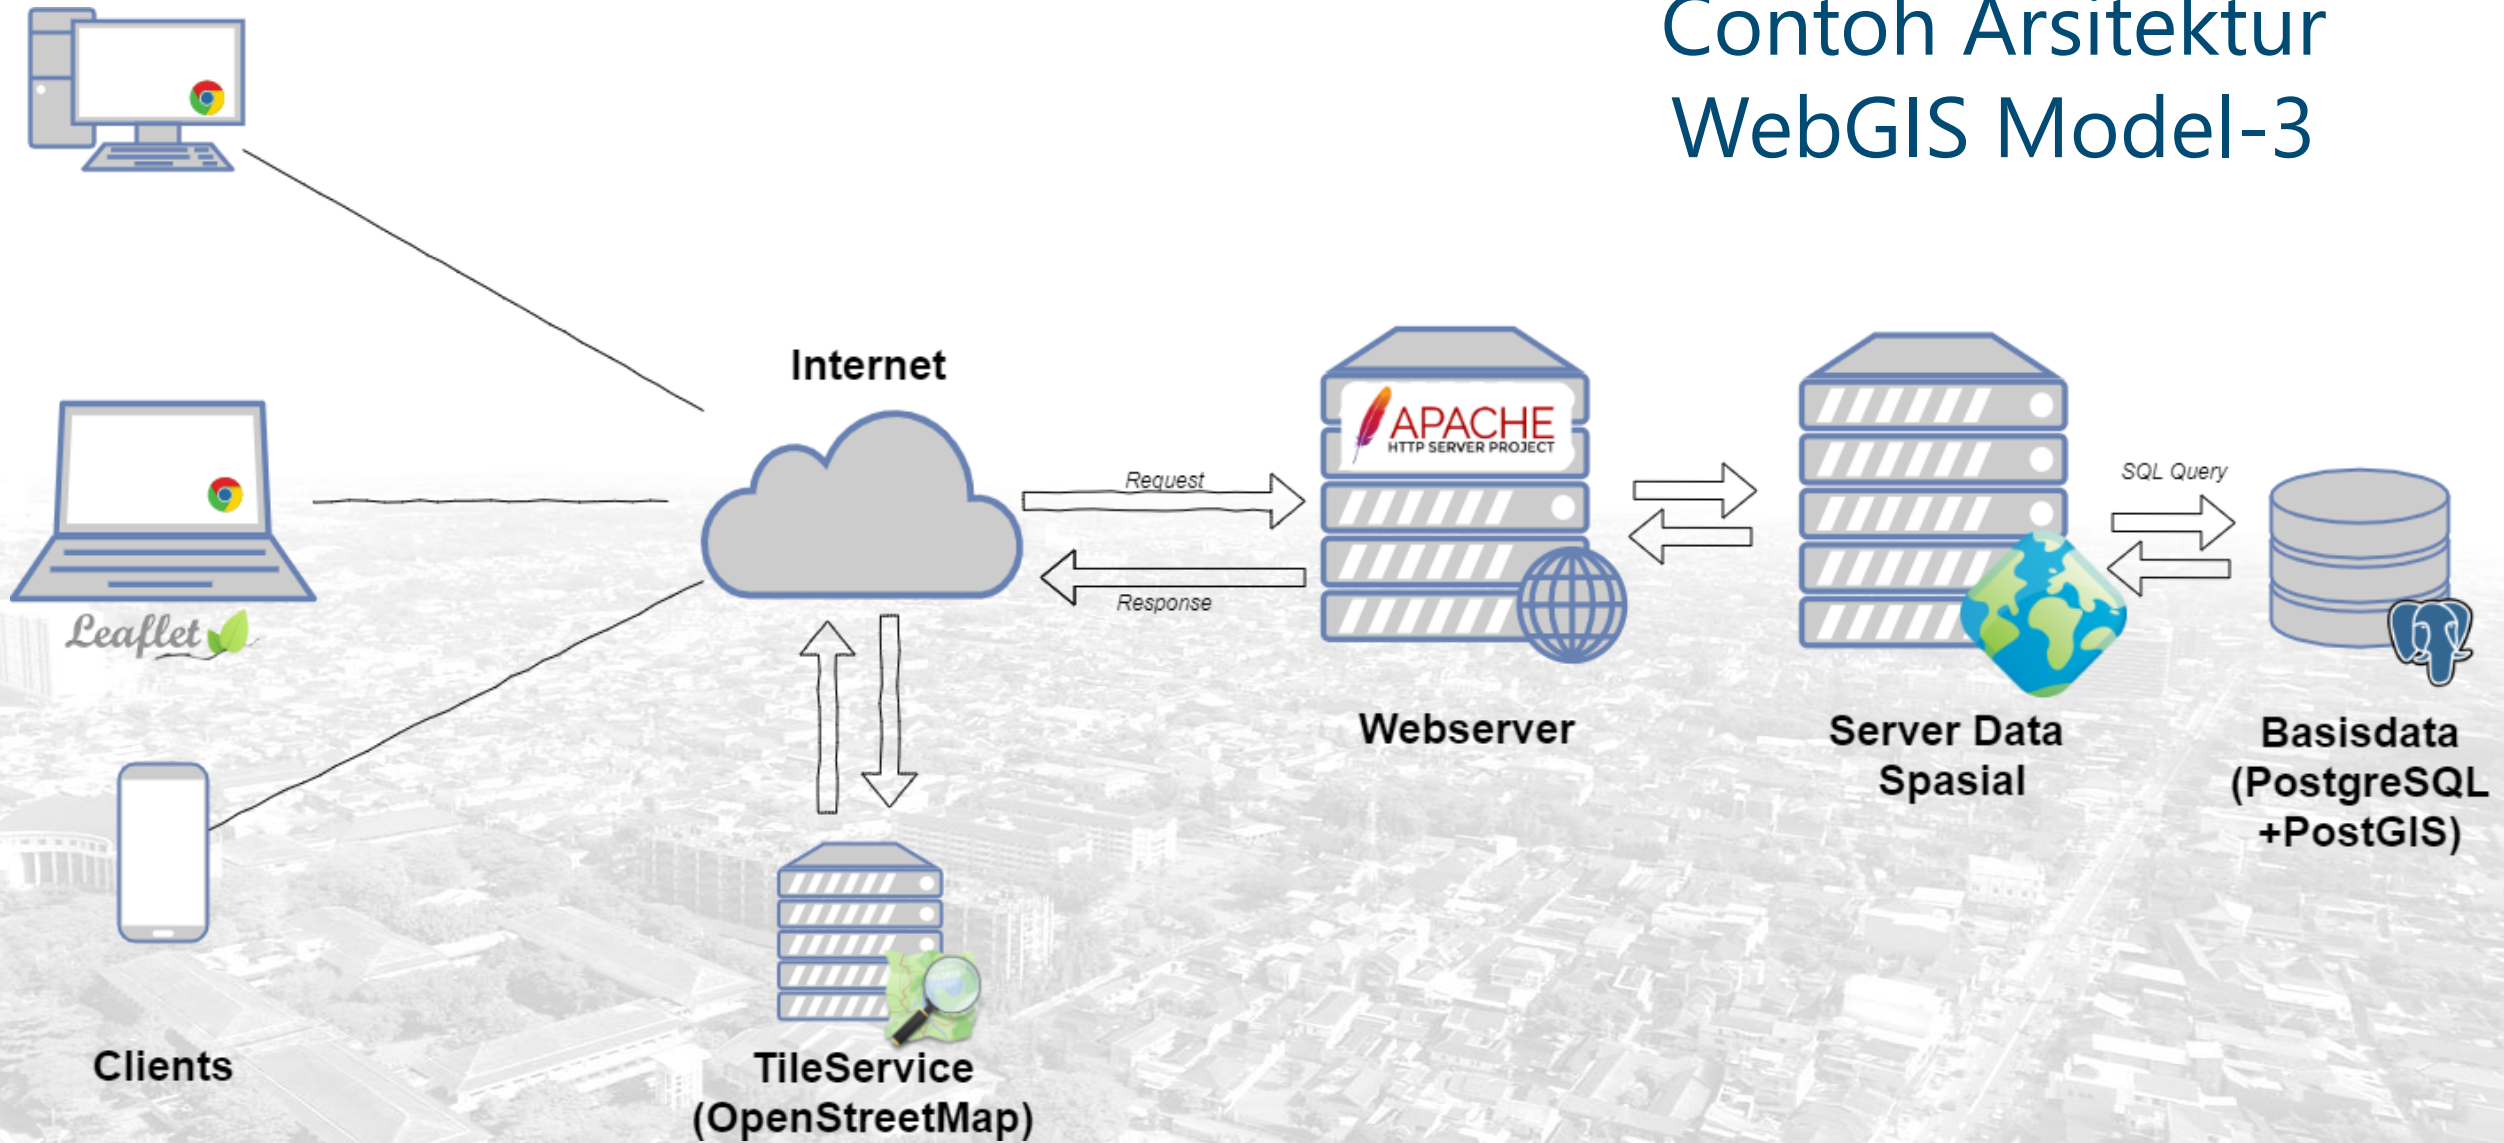 Contoh Arsitektur
WebGIS Model-3
Internet
APACHE
HTTP SERVER PROJECT
Request
Response
SQL Query
Leaflet
Webserver
Server Data
Spasial
Basisdata
(PostgreSQL
+PostGIS)
Clients
TileService
(OpenStreetMap)